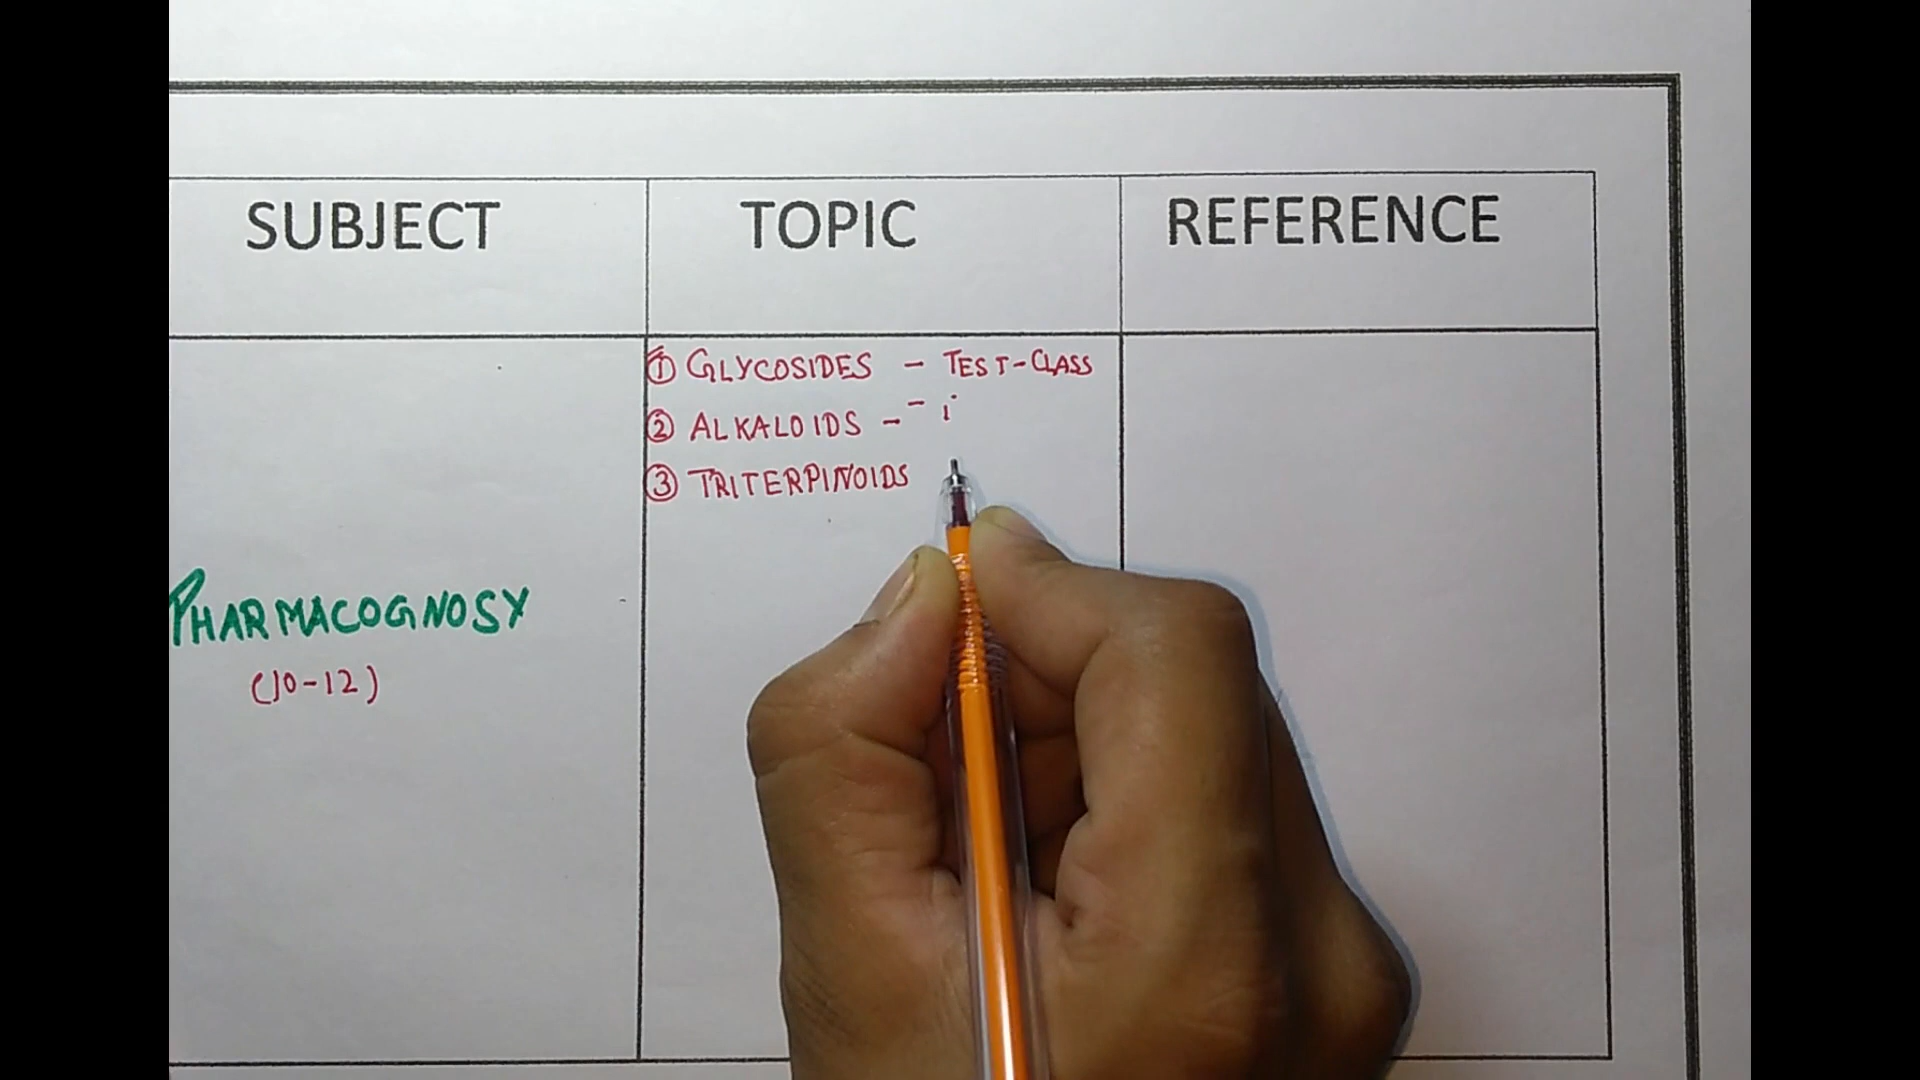 SUBJECT TOPIC REFERENCE
① GLYCOSIDES - TEST-CLASS
② ALKALOIDS -
③ TRITERPINOIDS
PHARMACOGNOSY
(10-12)